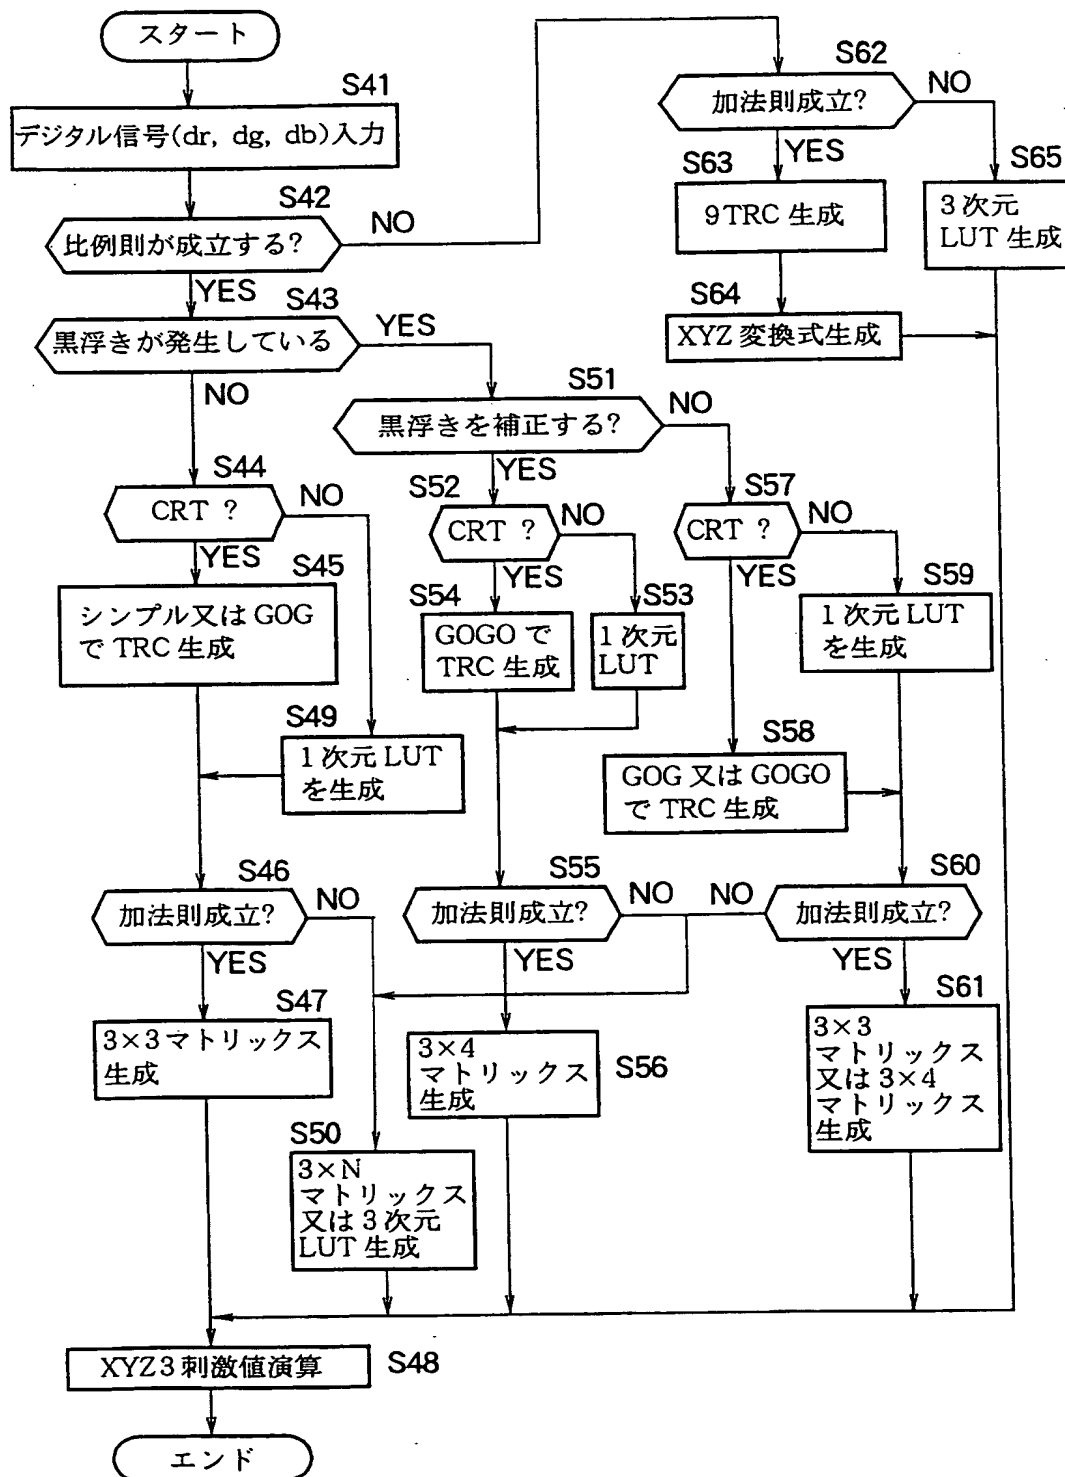 スタート
S41
デジタル信号(dr, dg, db)入力
S42
比例則が成立する?
NO
YES
S43
黒浮きが発生している
YES
NO
S44
CRT ?
NO
YES
S45
シンプル又は GOG
で TRC 生成
S49
1 次元 LUT
を生成
S46
加法則成立?
NO
YES
S47
3×3 マトリックス
生成
S50
3×N
マトリックス
又は 3 次元
LUT 生成
S51
黒浮きを補正する?
NO
YES
S52
CRT ?
NO
YES
S54
GOGO で
TRC 生成
S53
1 次元
LUT
S55
加法則成立?
NO
YES
3×4
マトリックス
生成
S56
S57
CRT ?
NO
YES
S59
1 次元 LUT
を生成
S58
GOG 又は GOGO
で TRC 生成
S60
NO
加法則成立?
YES
S61
3×3
マトリックス
又は 3×4
マトリックス
生成
S62
加法則成立?
NO
YES
S63
9 TRC 生成
S64
XYZ 変換式生成
S65
3 次元
LUT 生成
XYZ 3 刺激値演算
S48
エンド